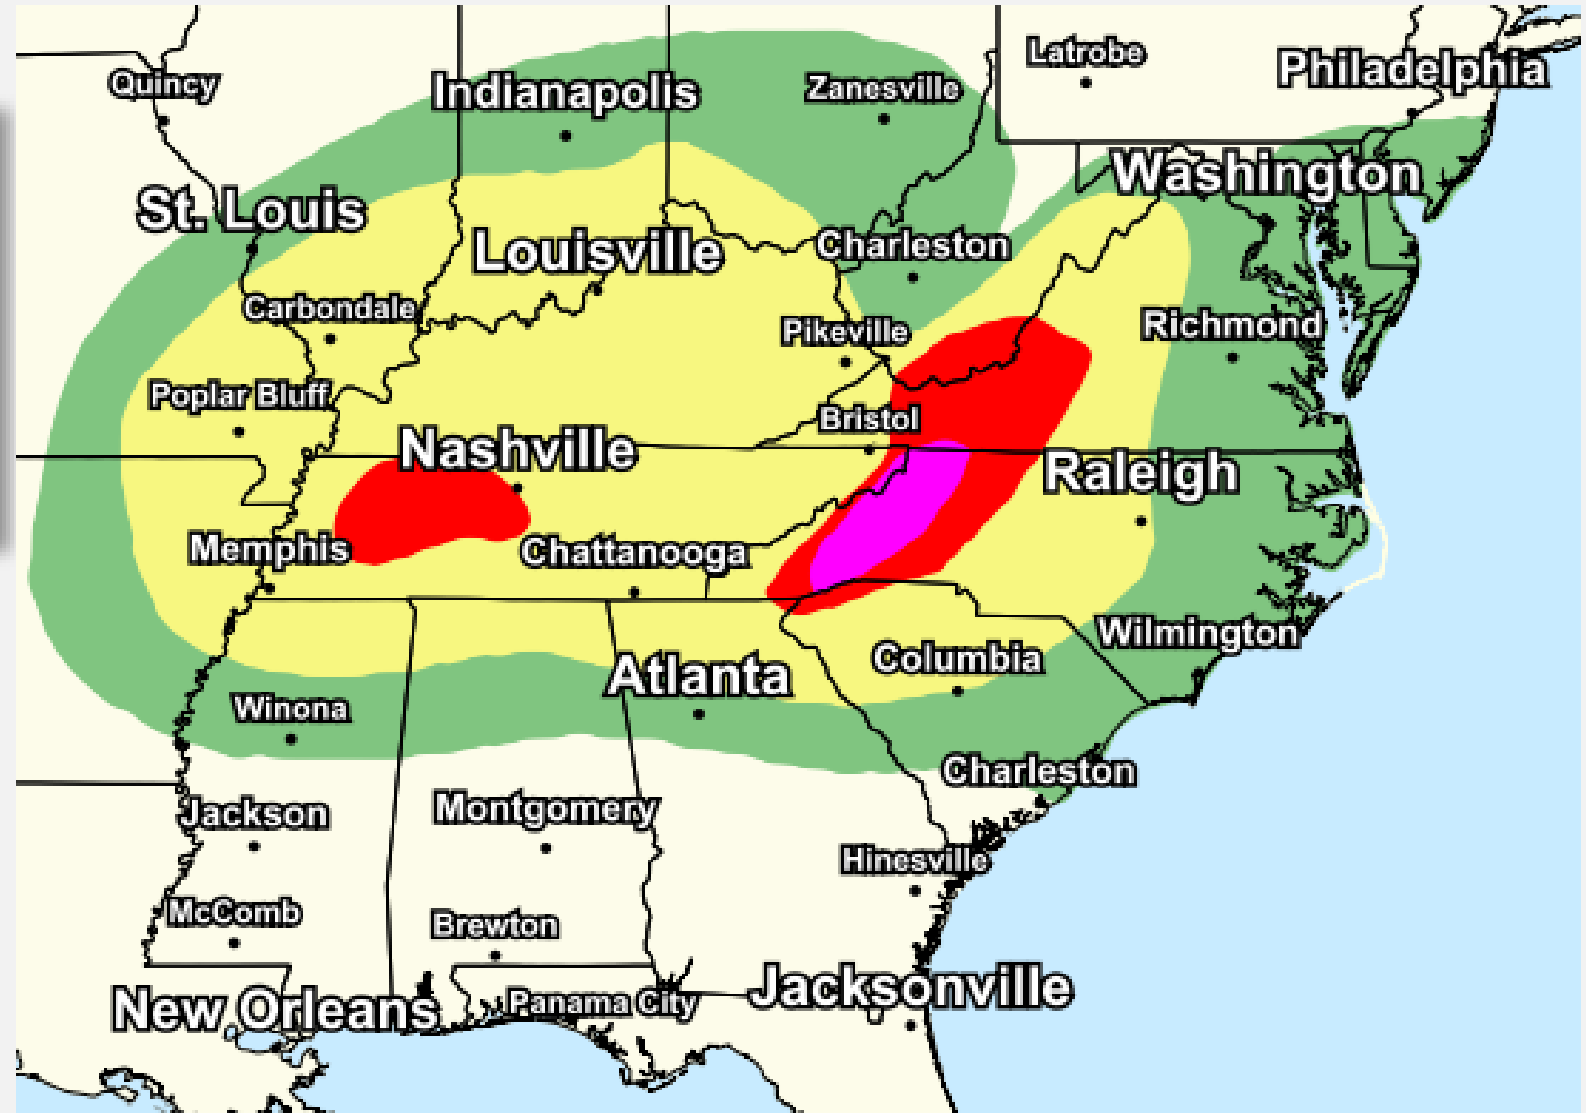 Latrobe
Philadelphia
Quincy
Indianapolis
Zanesville
Washington
St. Louis
Louisville
Charleston
Carbondale
Pikeville
Richmond
Poplar Bluff
Bristol
Nashville
Raleigh
Memphis
Chattanooga
Wilmington
Columbia
Atlanta
Winona
Charleston
Jackson
Montgomery
Hinesville
McComb
Brewton
Jacksonville
New Orleans
Panama City